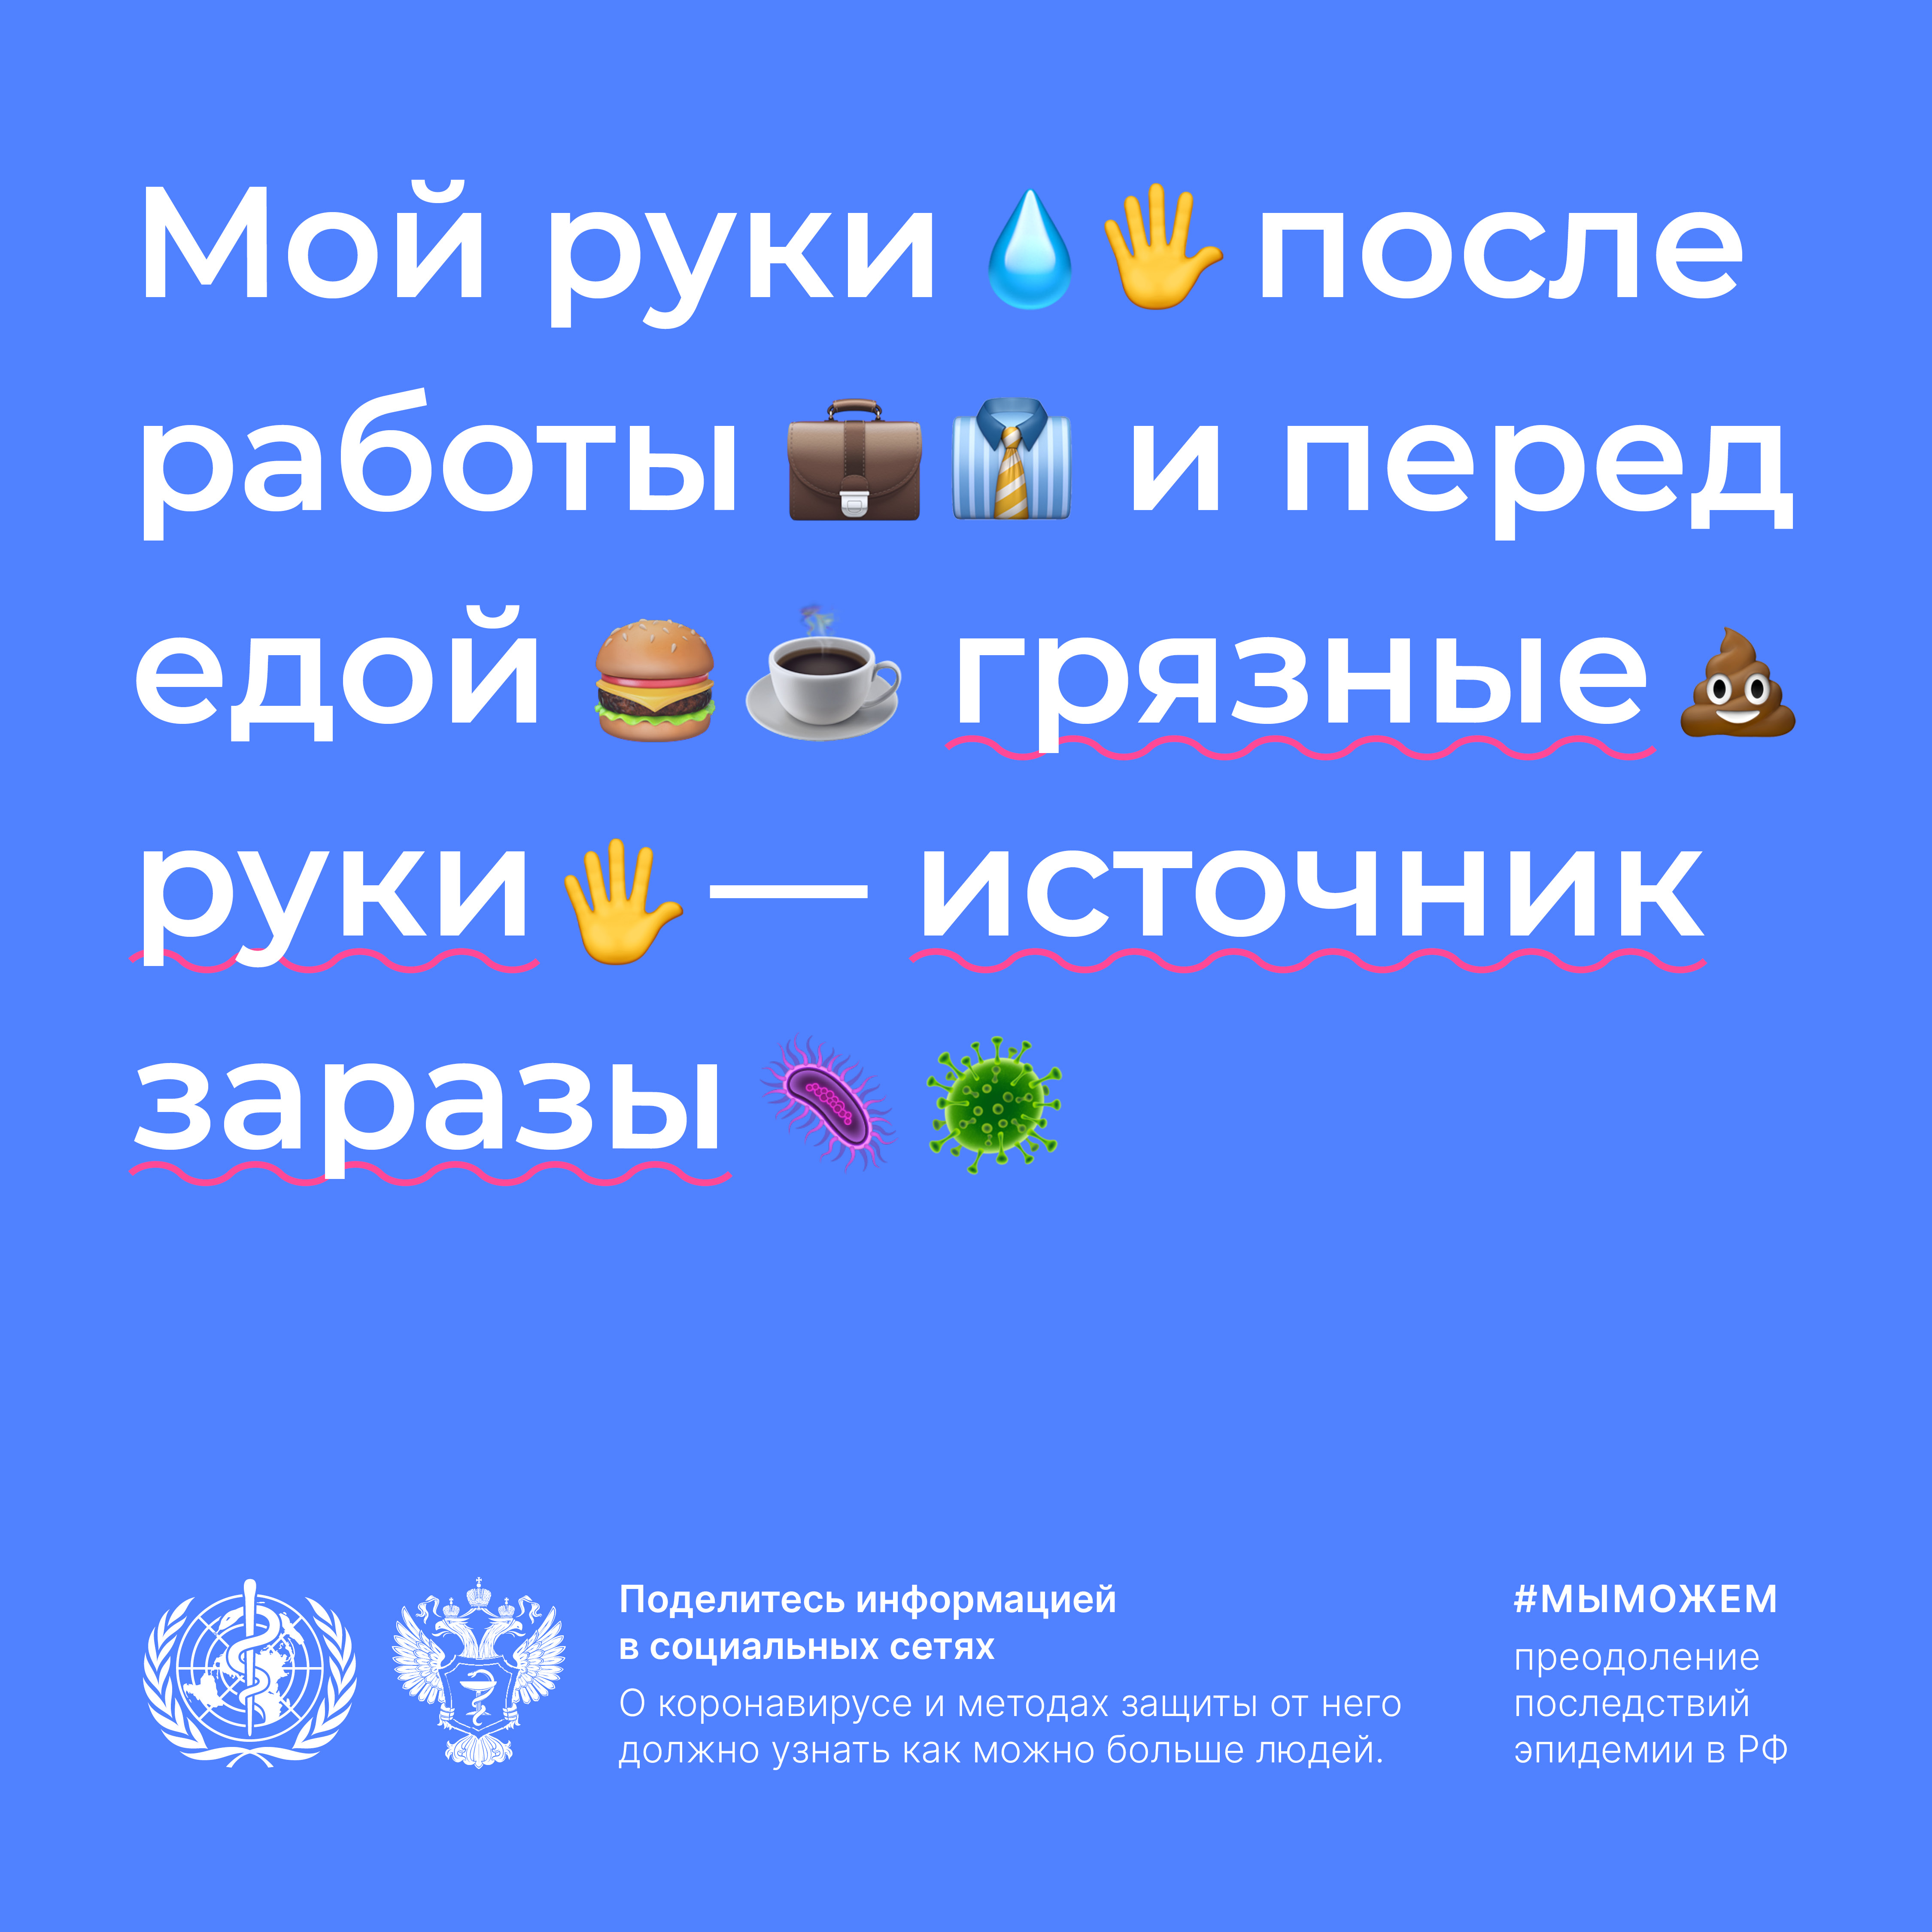 Мой руки 💧🖐 после
работы 💼👔 и перед
едой 🍔☕ грязные 💩
руки 🖐 — источник
заразы 🦠
Поделитесь информацией
в социальных сетях
О коронавирусе и методах защиты от него
должно узнать как можно больше людей.
#МЫМОЖЕМ
преодоление
последствий
эпидемии в РФ